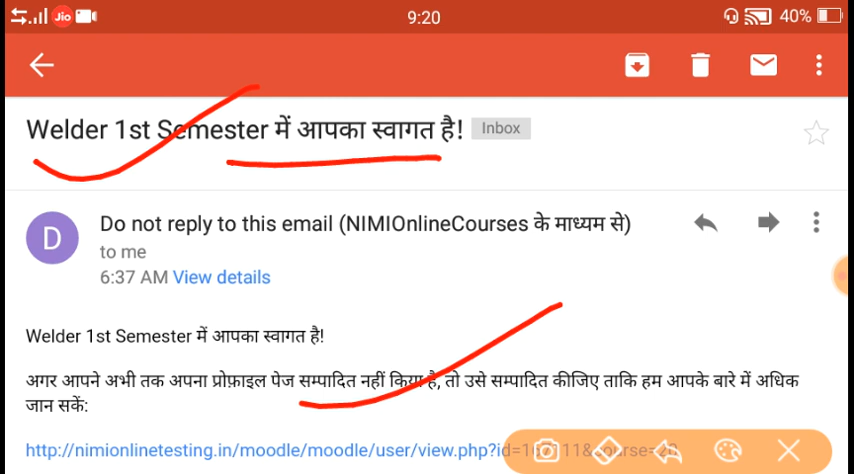 Jio 9:20 40%
Welder 1st Semester में आपका स्वागत है! Inbox
D
Do not reply to this email (NIMIOnlineCourses के माध्यम से)
to me
6:37 AM View details
Welder 1st Semester में आपका स्वागत है!
अगर आपने अभी तक अपना प्रोफ़ाइल पेज सम्पादित नहीं किया है, तो उसे सम्पादित कीजिए ताकि हम आपके बारे में अधिक
जान सकें:
http://nimionlinetesting.in/moodle/moodle/user/view.php?id=